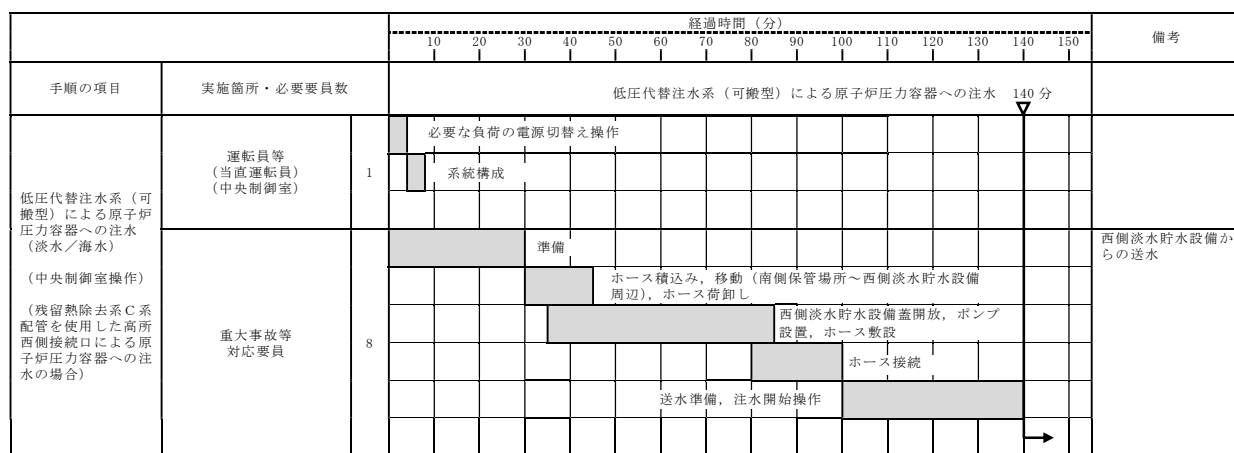 経過時間（分）
備考
10 20 30 40 50 60 70 80 90 100 110 120 130 140 150
手順の項目
実施箇所・必要要員数
低圧代替注水系（可搬型）による原子炉圧力容器への注水 140 分
低圧代替注水系（可
搬型）による原子炉
圧力容器への注水
（淡水／海水）
（中央制御室操作）
（残留熱除去系Ｃ系
配管を使用した高所
西側接続口による原
子炉圧力容器への注
水の場合）
運転員等
（当直運転員）
（中央制御室）
1
必要な負荷の電源切替え操作
系統構成
重大事故等
対応要員
8
準備
ホース積込み，移動（南側保管場所～西側淡水貯水設備
周辺），ホース荷卸し
西側淡水貯水設備蓋開放，ポンプ
設置，ホース敷設
ホース接続
送水準備，注水開始操作
西側淡水貯水設備か
らの送水